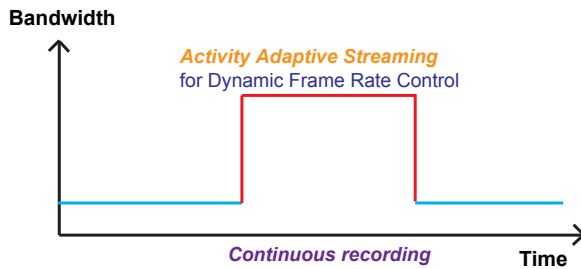 Bandwidth
Activity Adaptive Streaming
for Dynamic Frame Rate Control
Continuous recording
Time